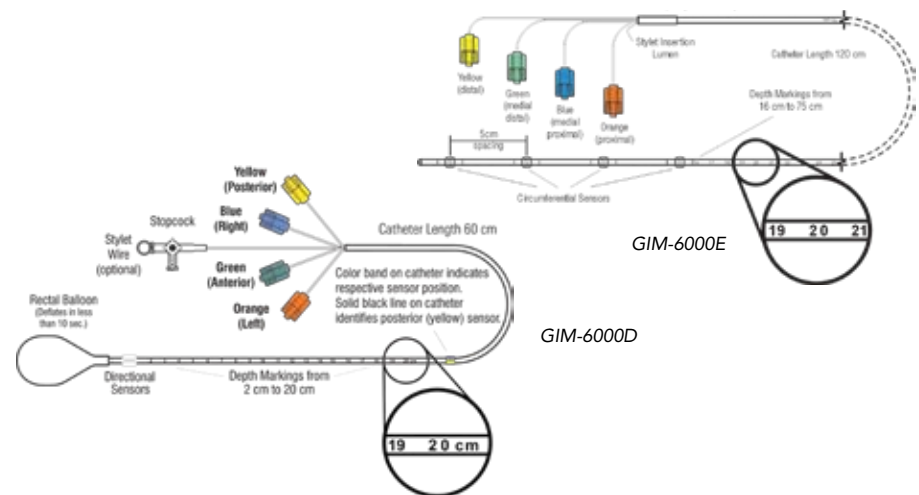 Stylet Insertion
Lumen
Catheter Length 120 cm
Yellow
(distal)
Green
(medial
distal)
Blue
(medial
proximal)
Orange
(proximal)
Depth Markings from
16 cm to 75 cm
5cm
spacing
Circumferential Sensors
19 20 21
GIM-6000E
Yellow
(Posterior)
Blue
(Right)
Stopcock
Stylet
Wire
(optional)
Green
(Anterior)
Orange
(Left)
Catheter Length 60 cm
Color band on catheter indicates
respective sensor position.
Solid black line on catheter
identifies posterior (yellow) sensor.
GIM-6000D
Rectal Balloon
(Deflates in less
than 10 sec.)
Directional
Sensors
Depth Markings from
2 cm to 20 cm
19 20 cm